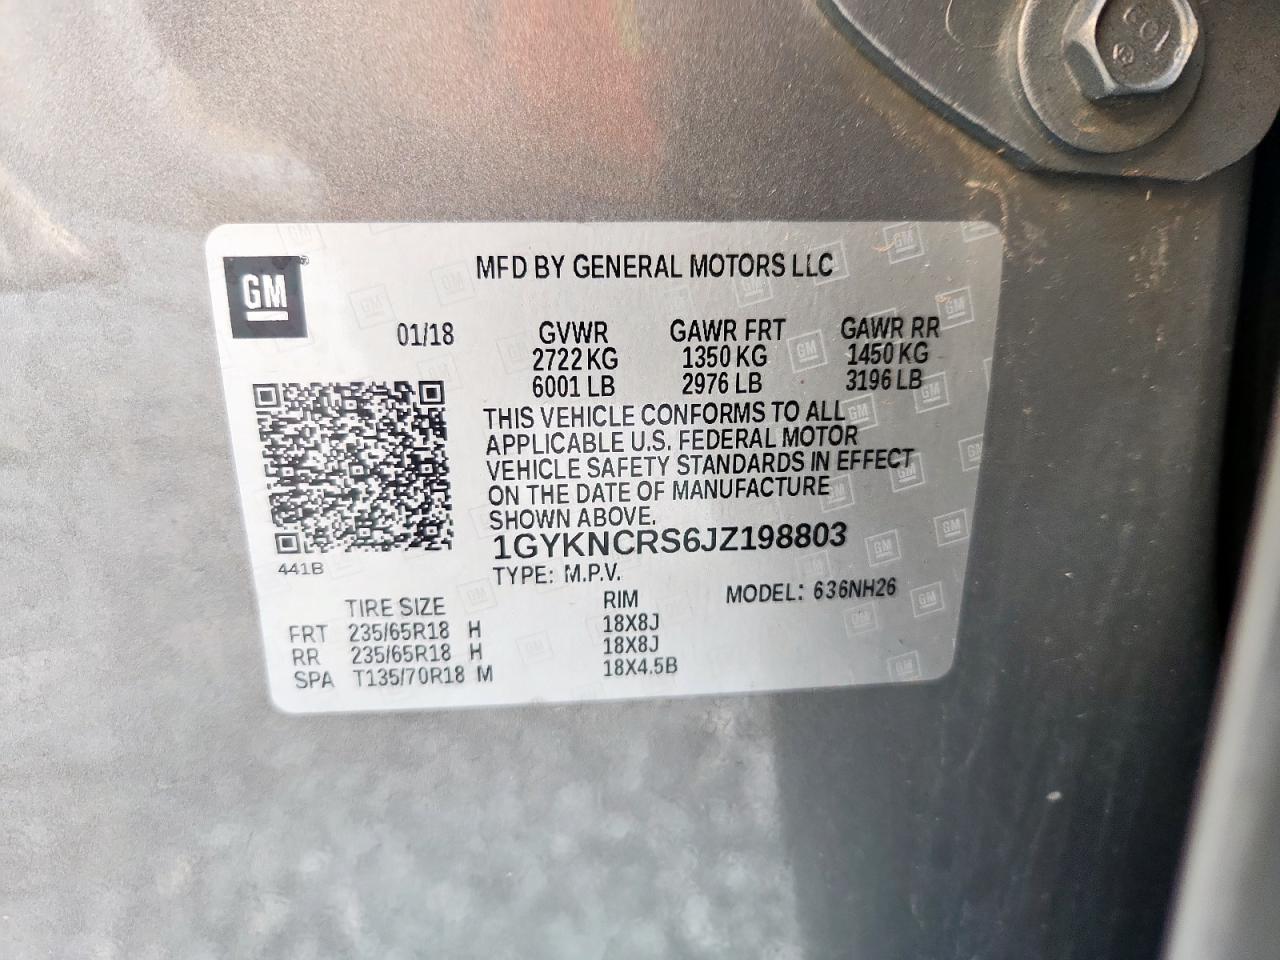 GM
MFD BY GENERAL MOTORS LLC
01/18 GVWR GAWR FRT GAWR RR
2722 KG 1350 KG 1450 KG
6001 LB 2976 LB 3196 LB
THIS VEHICLE CONFORMS TO ALL
APPLICABLE U.S. FEDERAL MOTOR
VEHICLE SAFETY STANDARDS IN EFFECT
ON THE DATE OF MANUFACTURE
SHOWN ABOVE.
1GYKNCRS6JZ198803
441B
TYPE: M.P.V. MODEL: 636NH26
TIRE SIZE RIM
FRT 235/65R18 H 18X8J
RR 235/65R18 H 18X8J
SPA T135/70R18 M 18X4.5B